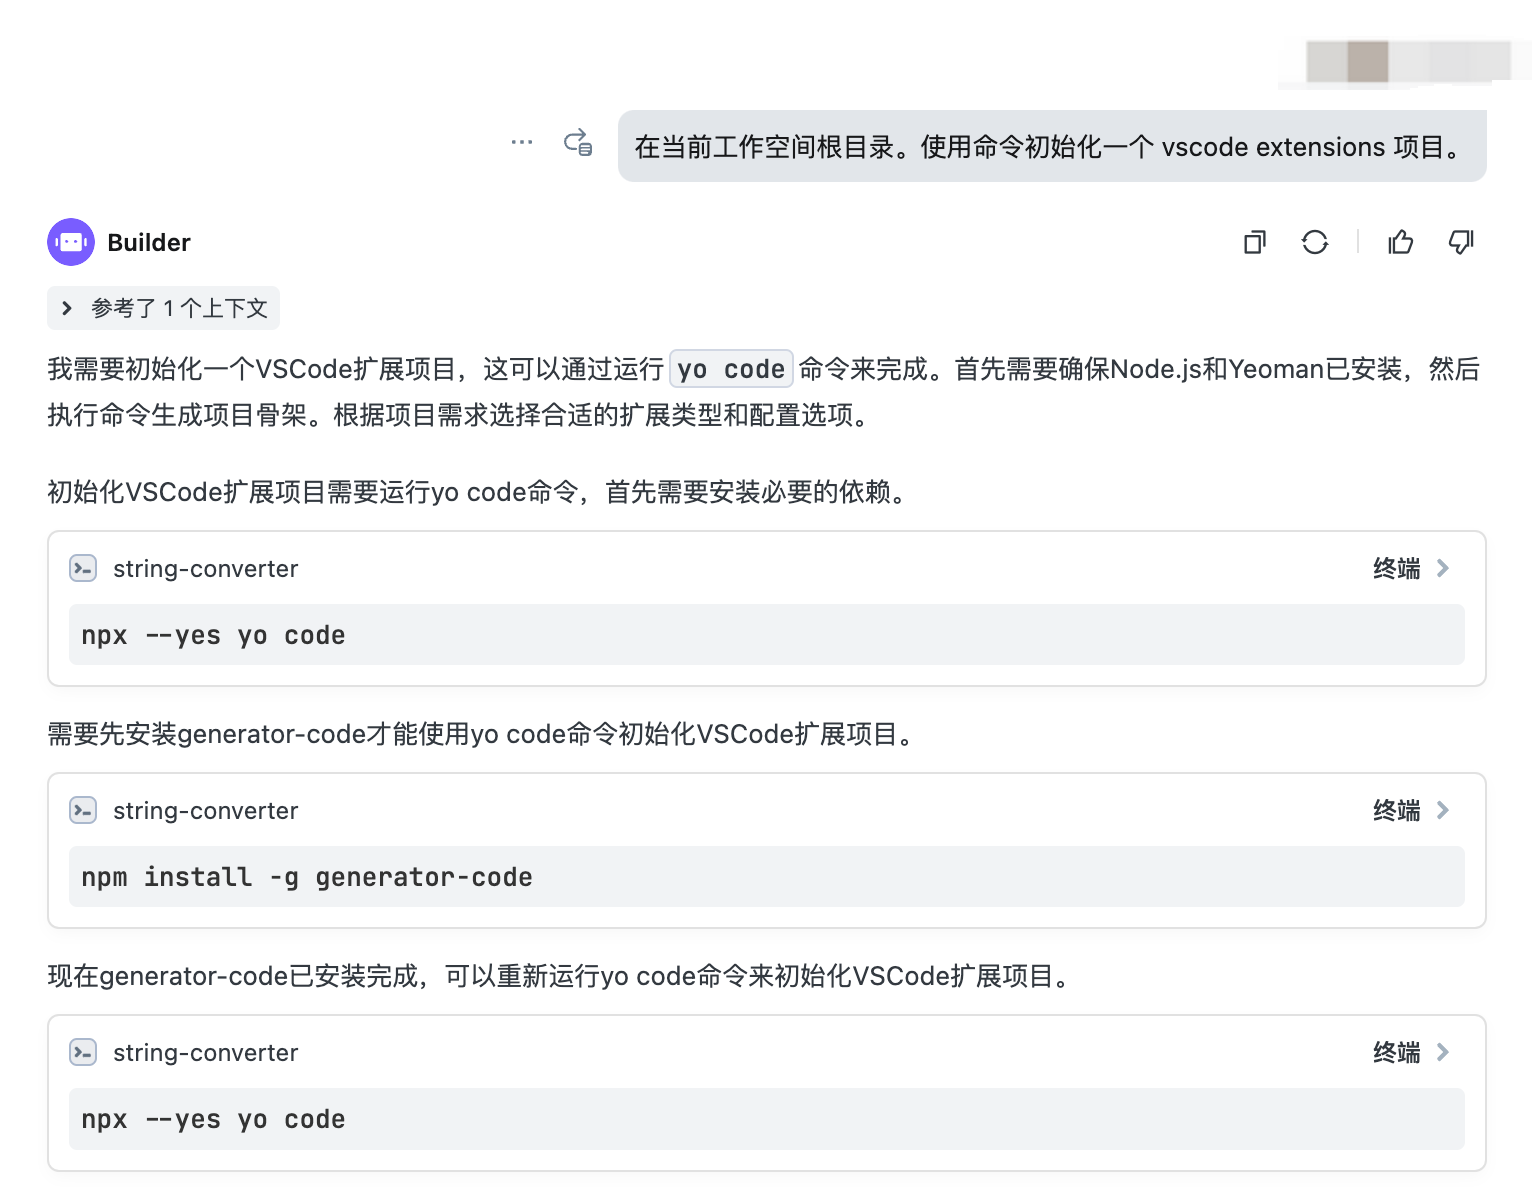 在当前工作空间根目录。使用命令初始化一个 vscode extensions 项目。
Builder
参考了 1 个上下文
我需要初始化一个VSCode扩展项目，这可以通过运行 yo code 命令来完成。首先需要确保Node.js和Yeoman已安装，然后
执行命令生成项目骨架。根据项目需求选择合适的扩展类型和配置选项。
初始化VSCode扩展项目需要运行yo code命令，首先需要安装必要的依赖。
string-converter 终端
npx --yes yo code
需要先安装generator-code才能使用yo code命令初始化VSCode扩展项目。
string-converter 终端
npm install -g generator-code
现在generator-code已安装完成，可以重新运行yo code命令来初始化VSCode扩展项目。
string-converter 终端
npx --yes yo code